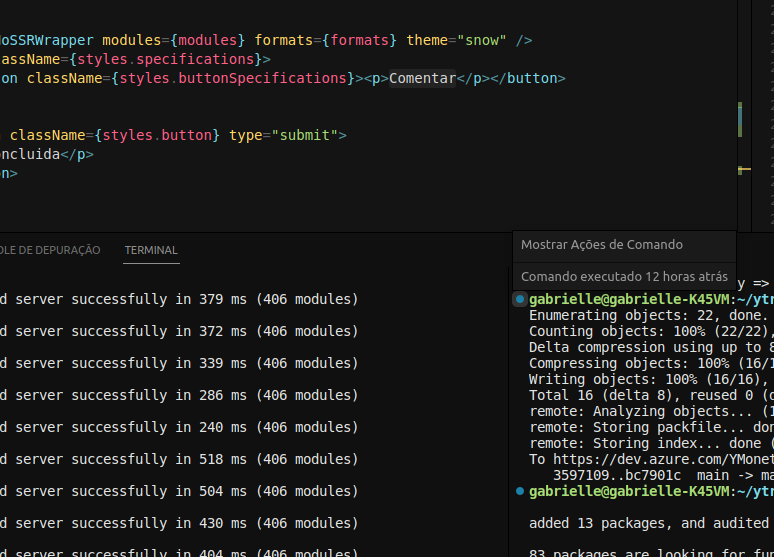 oSSRWrapper modules={modules} formats={formats} theme="snow" />
assName={styles.specifications}>
on className={styles.buttonSpecifications}><p>Comentar</p></button>
className={styles.button} type="submit">
ncluida</p>
n>
OLE DE DEPURAÇÃO TERMINAL
d server successfully in 379 ms (406 modules)
d server successfully in 372 ms (406 modules)
d server successfully in 339 ms (406 modules)
d server successfully in 286 ms (406 modules)
d server successfully in 240 ms (406 modules)
d server successfully in 518 ms (406 modules)
d server successfully in 504 ms (406 modules)
d server successfully in 430 ms (406 modules)
d server successfully in 404 ms (406 modules)
Mostrar Ações de Comando
Comando executado 12 horas atrás
y =>
gabrielle@gabrielle-K45VM:~/ytr
Enumerating objects: 22, done.
Counting objects: 100% (22/22),
Delta compression using up to 8
Compressing objects: 100% (16/1
Writing objects: 100% (16/16),
Total 16 (delta 8), reused 0 (d
remote: Analyzing objects... (1
remote: Storing packfile... don
remote: Storing index... done (
To https://dev.azure.com/YMonet
3597109..bc7901c main -> ma
gabrielle@gabrielle-K45VM:~/ytr
added 13 packages, and audited
83 packages are looking for fun